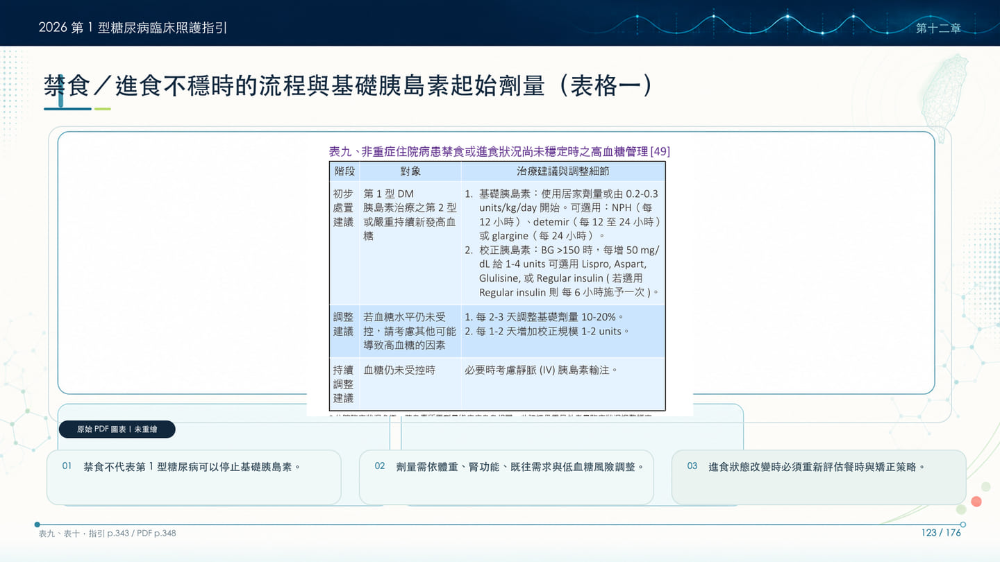 2026 第 1 型糖尿病臨床照護指引
第十二章
禁食／進食不穩時的流程與基礎胰島素起始劑量（表格一）
表九、非重症住院病患禁食或進食狀況尚未穩定時之高血糖管理 [49]
階段 對象 治療建議與調整細節
初步
處置
建議
第 1 型 DM
胰島素治療之第 2 型
或嚴重持續新發高血
糖
1. 基礎胰島素：使用居家劑量或由 0.2-0.3
units/kg/day 開始。可選用：NPH（每
12 小時）、detemir（每 12 至 24 小時）
或 glargine（每 24 小時）。
2. 校正胰島素：BG >150 時，每增 50 mg/
dL 給 1-4 units 可選用 Lispro, Aspart,
Glulisine, 或 Regular insulin ( 若選用
Regular insulin 則 每 6 小時施予一次 )。
調整
建議
若血糖水平仍未受
控，請考慮其他可能
導致高血糖的因素
1. 每 2-3 天調整基礎劑量 10-20%。
2. 每 1-2 天增加校正規模 1-2 units。
持續
調整
建議
血糖仍未受控時
必要時考慮靜脈 (IV) 胰島素輸注。
原始 PDF 圖表｜未重繪
01 禁食不代表第 1 型糖尿病可以停止基礎胰島素。
02 劑量需依體重、腎功能、既往需求與低血糖風險調整。
03 進食狀態改變時必須重新評估餐時與矯正策略。
表九、表十，指引 p.343 / PDF p.348
123 / 176